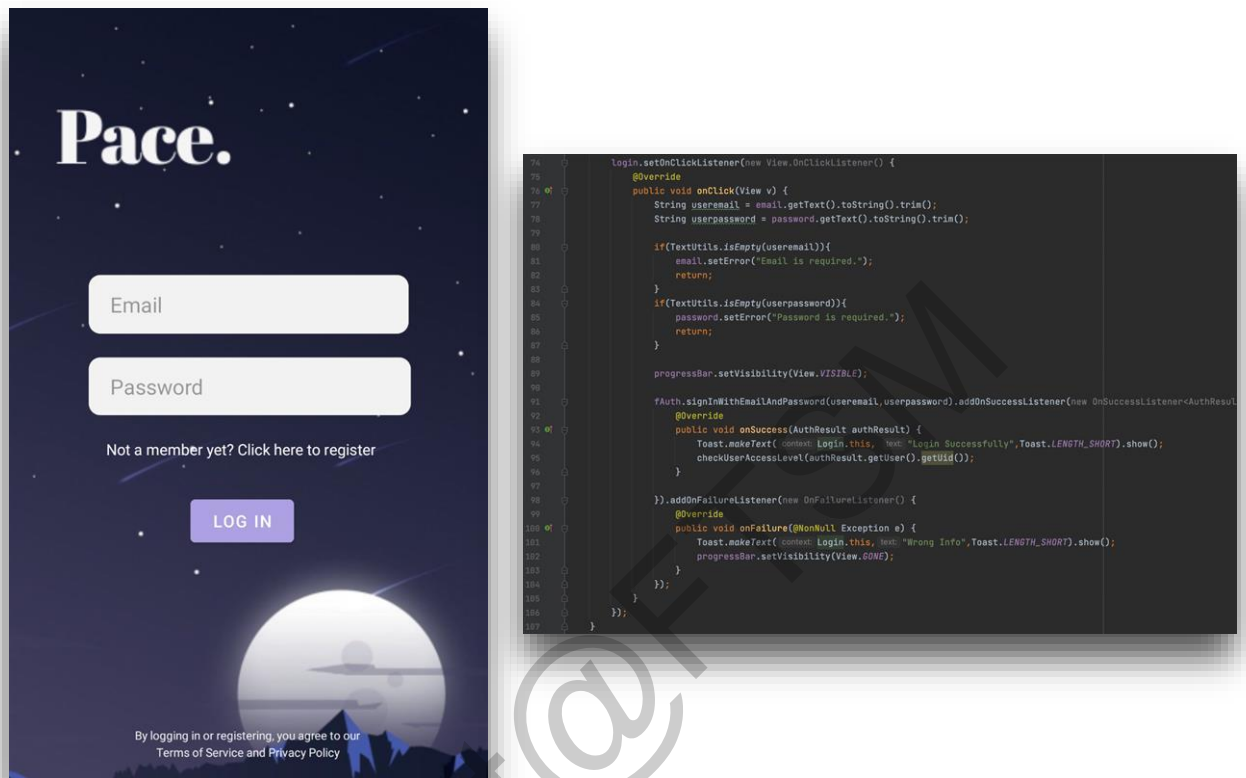 Pace.
Email
Password
Not a member yet? Click here to register
LOG IN
By logging in or registering, you agree to our
Terms of Service and Privacy Policy
74 login.setOnClickListener(new View.OnClickListener() {
75 @Override
76 public void onClick(View v) {
77 String useremail = email.getText().toString().trim();
78 String userpassword = password.getText().toString().trim();
79
80 if(TextUtils.isEmpty(useremail)){
81 email.setError("Email is required.");
82 return;
83 }
84 if(TextUtils.isEmpty(userpassword)){
85 password.setError("Password is required.");
86 return;
87 }
88
89 progressBar.setVisibility(View.VISIBLE);
90
91 fAuth.signInWithEmailAndPassword(useremail,userpassword).addOnSuccessListener(new OnSuccessListener<AuthResul
92 @Override
93 public void onSuccess(AuthResult authResult) {
94 Toast.makeText( context: Login.this, text: "Login Successfully",Toast.LENGTH_SHORT).show();
95 checkUserAccessLevel(authResult.getUser().getUid());
96 }
97
98 }).addOnFailureListener(new OnFailureListener() {
99 @Override
100 public void onFailure(@NonNull Exception e) {
101 Toast.makeText( context: Login.this, text: "Wrong Info",Toast.LENGTH_SHORT).show();
102 progressBar.setVisibility(View.GONE);
103 }
104 });
105 }
106 });
107 }
@FTSM